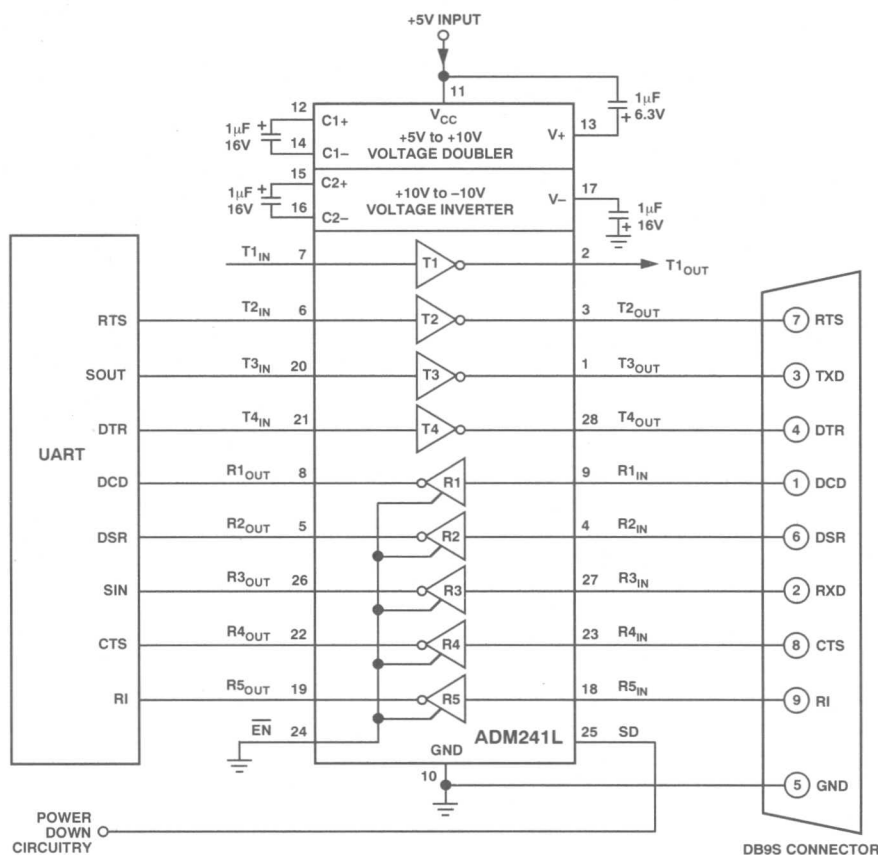 +5V INPUT
11
12
C1+
VCC
1μF
6.3V
+
1μF +
16V
14
C1–
+5V to +10V
VOLTAGE DOUBLER
V+
13
15
C2+
1μF +
16V
16
C2–
+10V to –10V
VOLTAGE INVERTER
V–
17
1μF
+ 16V
T1IN 7 T1 2 T1OUT
RTS T2IN 6 T2 3 T2OUT 7 RTS
SOUT T3IN 20 T3 1 T3OUT 3 TXD
DTR T4IN 21 T4 28 T4OUT 4 DTR
UART
DCD R1OUT 8 R1 9 R1IN 1 DCD
DSR R2OUT 5 R2 4 R2IN 6 DSR
SIN R3OUT 26 R3 27 R3IN 2 RXD
CTS R4OUT 22 R4 23 R4IN 8 CTS
RI R5OUT 19 R5 18 R5IN 9 RI
EN 24 ADM241L 25 SD
GND
10
5 GND
POWER
DOWN
CIRCUITRY
DB9S CONNECTOR